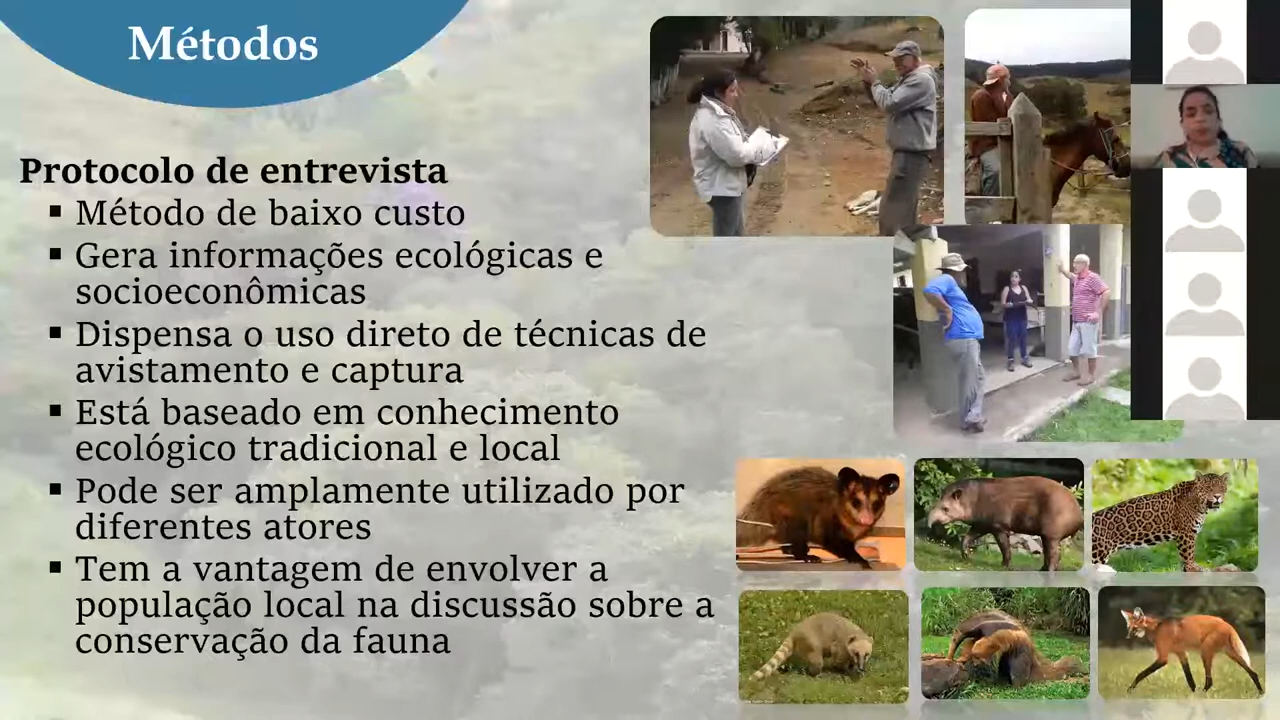 Métodos
Protocolo de entrevista
▪ Método de baixo custo
▪ Gera informações ecológicas e
socioeconômicas
▪ Dispensa o uso direto de técnicas de
avistamento e captura
▪ Está baseado em conhecimento
ecológico tradicional e local
▪ Pode ser amplamente utilizado por
diferentes atores
▪ Tem a vantagem de envolver a
população local na discussão sobre a
conservação da fauna